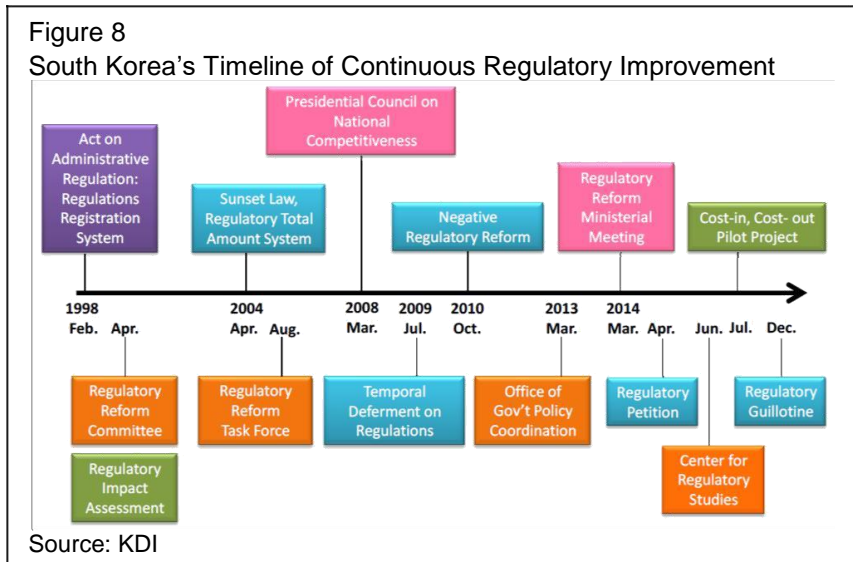 Figure 8
South Korea's Timeline of Continuous Regulatory Improvement
Presidential Council on
National
Competitiveness
Act on
Administrative
Regulation:
Regulations
Registration
System
Sunset Law,
Regulatory Total
Amount System
Negative
Regulatory Reform
Regulatory
Reform
Ministerial
Meeting
Cost-in, Cost- out
Pilot Project
1998 2004 2008 2009 2010 2013 2014
Feb. Apr. Apr. Aug. Mar. Jul. Oct. Mar. Mar. Apr. Jun. Jul. Dec.
Regulatory
Reform
Committee
Regulatory
Reform
Task Force
Temporal
Deferment on
Regulations
Office of
Gov't Policy
Coordination
Regulatory
Petition
Regulatory
Guillotine
Regulatory
Impact
Assessment
Center for
Regulatory
Studies
Source: KDI